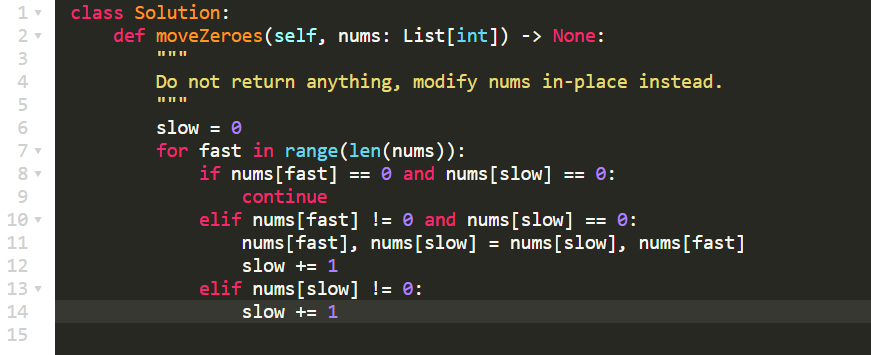 1 class Solution:
2     def moveZeroes(self, nums: List[int]) -> None:
3         """
4         Do not return anything, modify nums in-place instead.
5         """
6         slow = 0
7         for fast in range(len(nums)):
8             if nums[fast] == 0 and nums[slow] == 0:
9                 continue
10             elif nums[fast] != 0 and nums[slow] == 0:
11                 nums[fast], nums[slow] = nums[slow], nums[fast]
12                 slow += 1
13             elif nums[slow] != 0:
14                 slow += 1
15